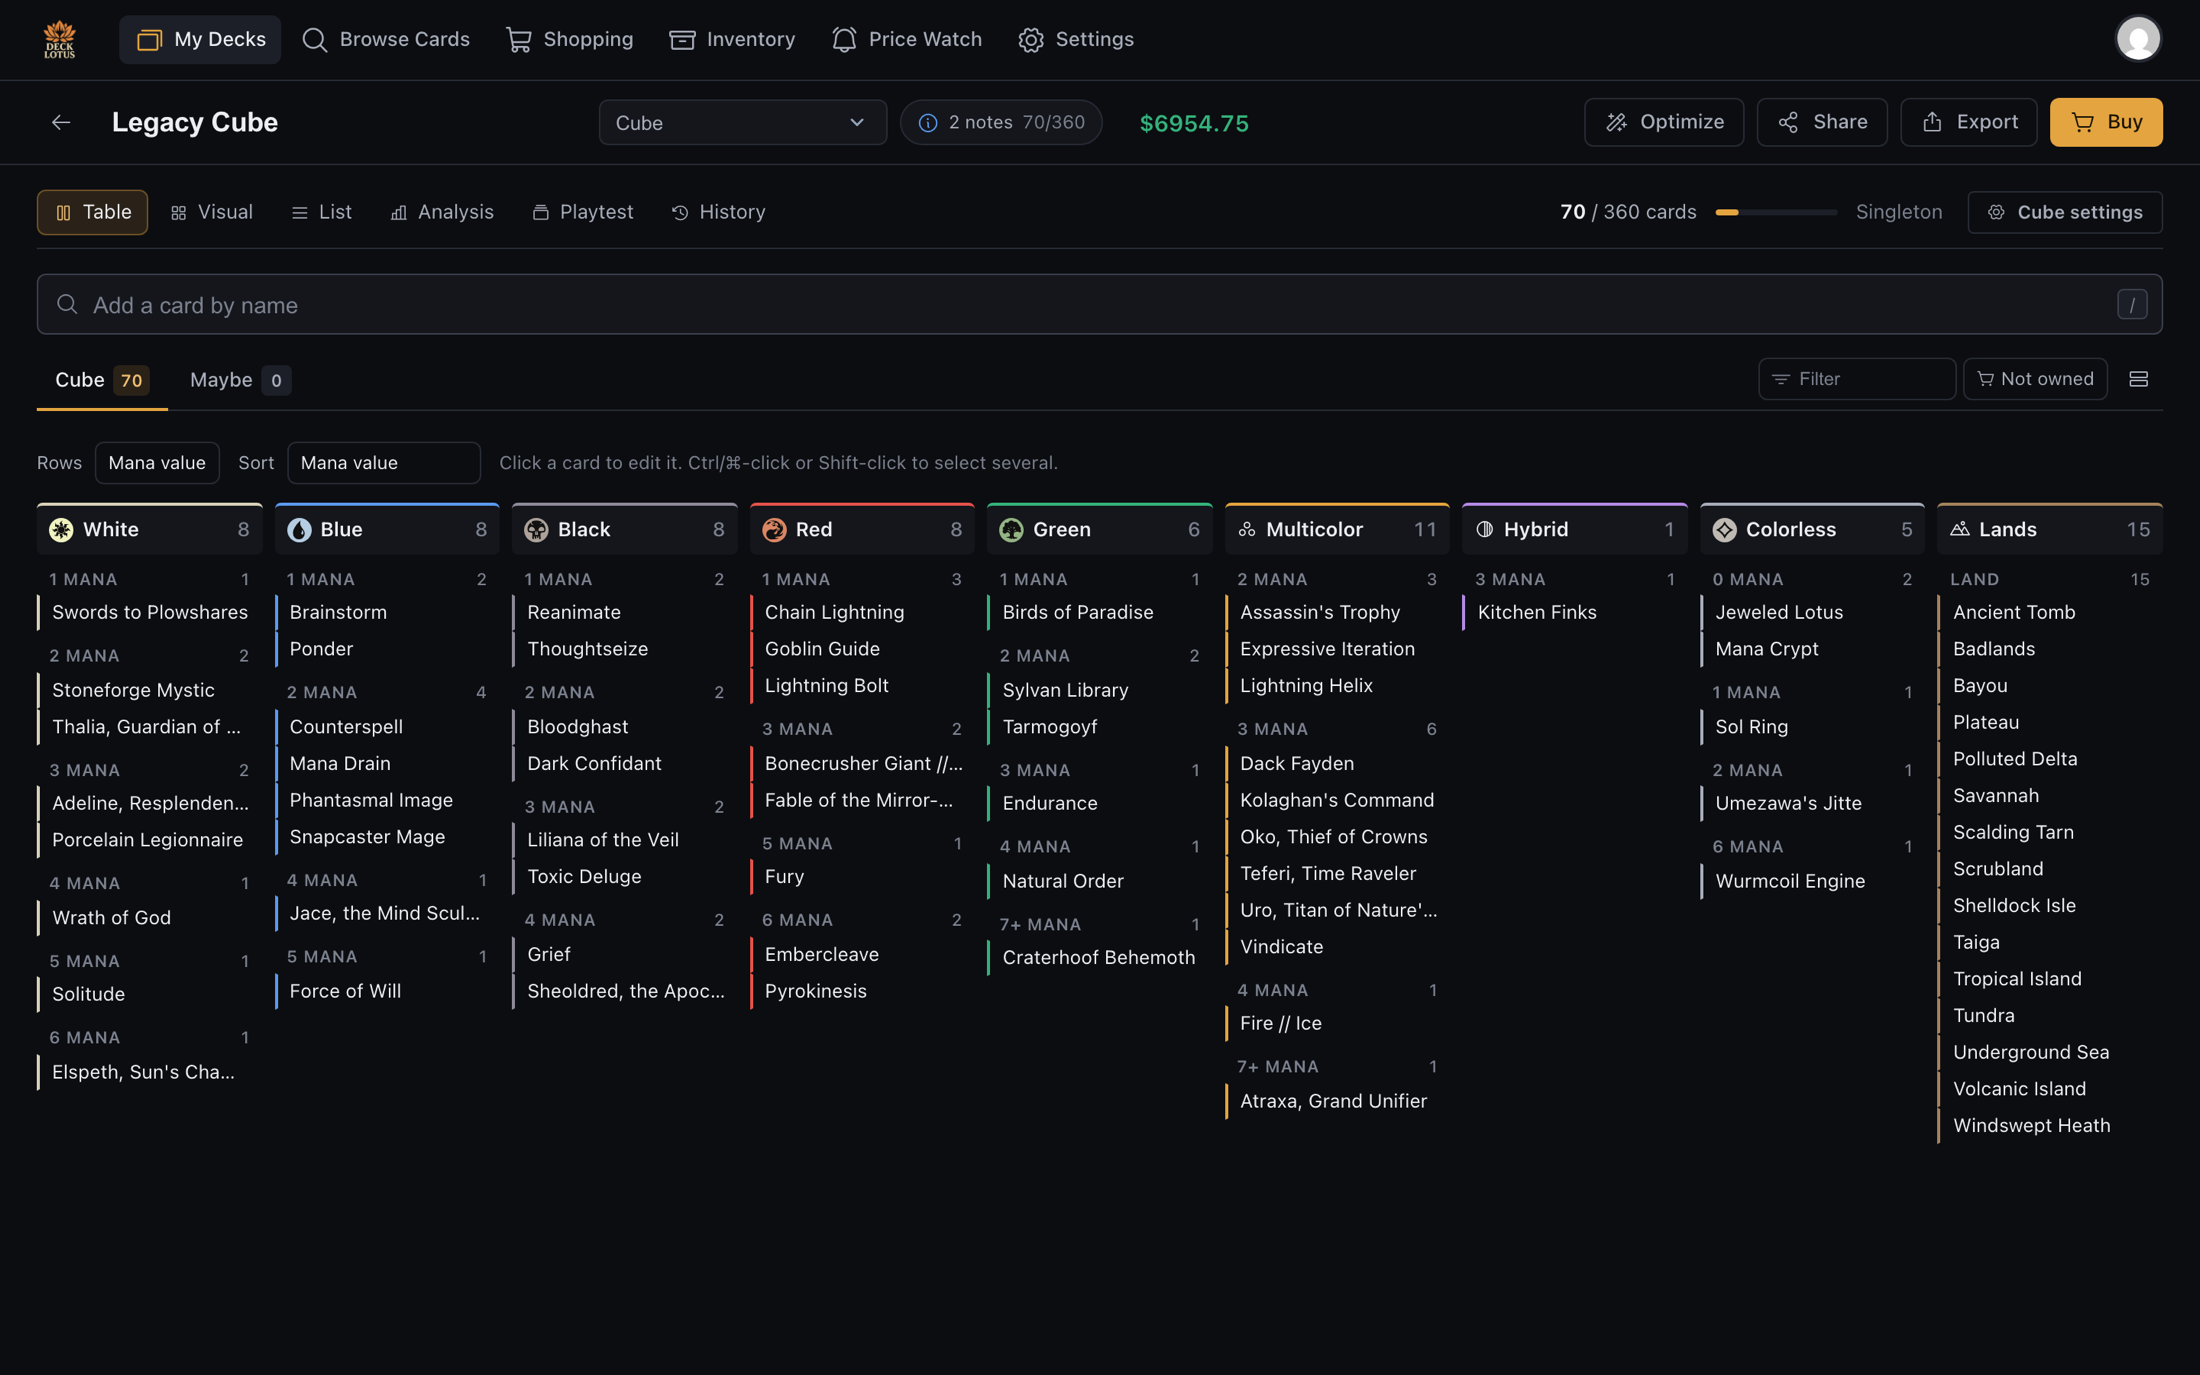 DECK
LOTUS
My Decks
Browse Cards
Shopping
Inventory
Price Watch
Settings
Legacy Cube
Cube
2 notes 70/360
$6954.75
Optimize
Share
Export
Buy
Table
Visual
List
Analysis
Playtest
History
70 / 360 cards
Singleton
Cube settings
Add a card by name
/
Cube 70
Maybe 0
Filter
Not owned
Rows
Mana value
Sort
Mana value
Click a card to edit it. Ctrl/⌘-click or Shift-click to select several.
White 8
1 MANA 1
Swords to Plowshares
2 MANA 2
Stoneforge Mystic
Thalia, Guardian of ...
3 MANA 2
Adeline, Resplenden...
Porcelain Legionnaire
4 MANA 1
Wrath of God
5 MANA 1
Solitude
6 MANA 1
Elspeth, Sun's Cha...
Blue 8
1 MANA 2
Brainstorm
Ponder
2 MANA 4
Counterspell
Mana Drain
Phantasmal Image
Snapcaster Mage
4 MANA 1
Jace, the Mind Scul...
5 MANA 1
Force of Will
Black 8
1 MANA 2
Reanimate
Thoughtseize
2 MANA 2
Bloodghast
Dark Confidant
3 MANA 2
Liliana of the Veil
Toxic Deluge
4 MANA 2
Grief
Sheoldred, the Apoc...
Red 8
1 MANA 3
Chain Lightning
Goblin Guide
Lightning Bolt
3 MANA 2
Bonecrusher Giant //...
Fable of the Mirror-...
5 MANA 1
Fury
6 MANA 2
Embercleave
Pyrokinesis
Green 6
1 MANA 1
Birds of Paradise
2 MANA 2
Sylvan Library
Tarmogoyf
3 MANA 1
Endurance
4 MANA 1
Natural Order
7+ MANA 1
Craterhoof Behemoth
Multicolor 11
2 MANA 3
Assassin's Trophy
Expressive Iteration
Lightning Helix
3 MANA 6
Dack Fayden
Kolaghan's Command
Oko, Thief of Crowns
Teferi, Time Raveler
Uro, Titan of Nature'...
Vindicate
4 MANA 1
Fire // Ice
7+ MANA 1
Atraxa, Grand Unifier
Hybrid 1
3 MANA 1
Kitchen Finks
Colorless 5
0 MANA 2
Jeweled Lotus
Mana Crypt
1 MANA 1
Sol Ring
2 MANA 1
Umezawa's Jitte
6 MANA 1
Wurmcoil Engine
Lands 15
LAND 15
Ancient Tomb
Badlands
Bayou
Plateau
Polluted Delta
Savannah
Scalding Tarn
Scrubland
Shelldock Isle
Taiga
Tropical Island
Tundra
Underground Sea
Volcanic Island
Windswept Heath